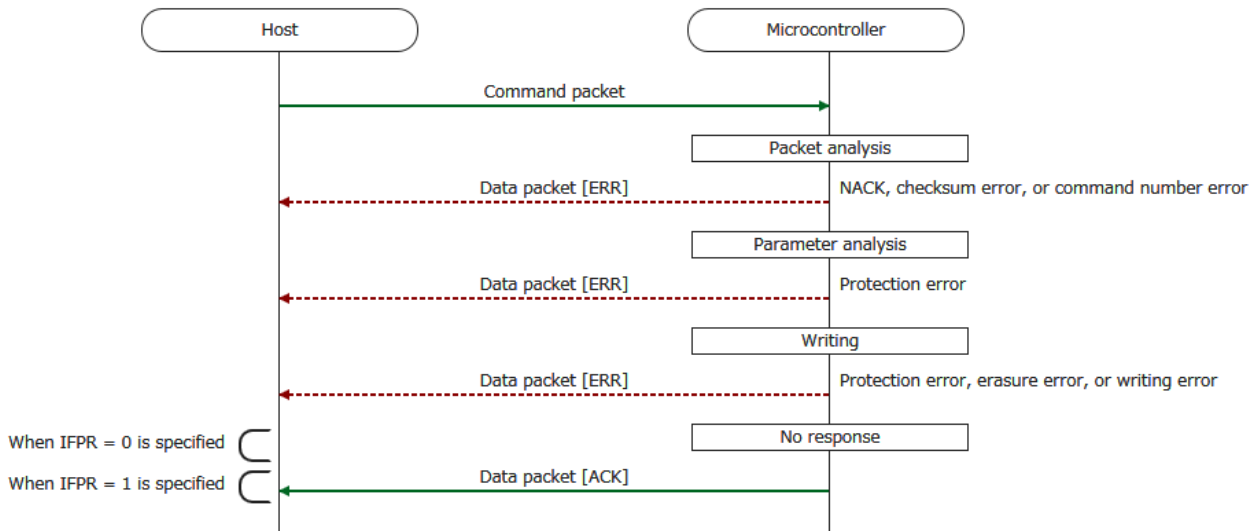 Host
Microcontroller
Command packet
Packet analysis
Data packet [ERR]
NACK, checksum error, or command number error
Parameter analysis
Data packet [ERR]
Protection error
Writing
Data packet [ERR]
Protection error, erasure error, or writing error
When IFPR = 0 is specified
No response
When IFPR = 1 is specified
Data packet [ACK]